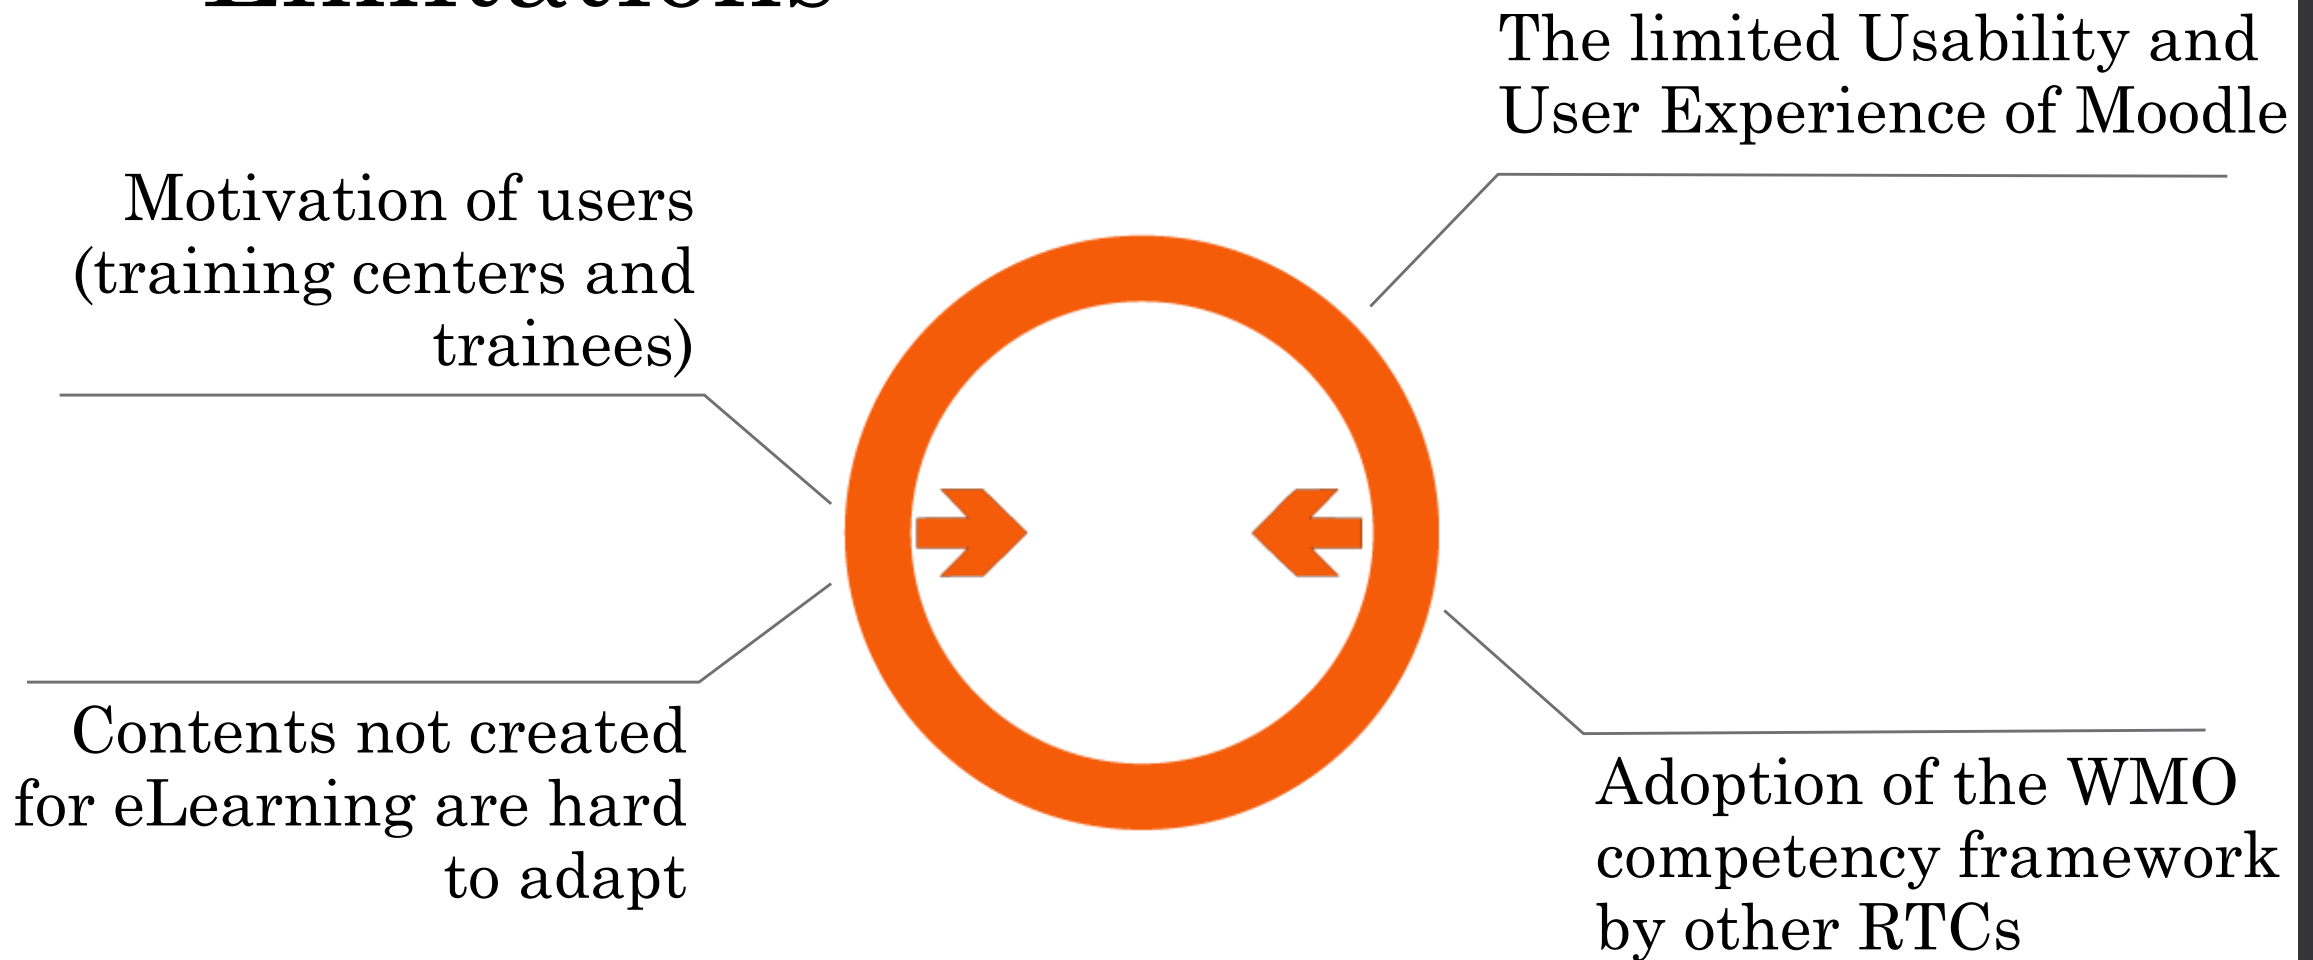 Limitations
The limited Usability and
User Experience of Moodle
Motivation of users
(training centers and
trainees)
Contents not created
for eLearning are hard
to adapt
Adoption of the WMO
competency framework
by other RTCs